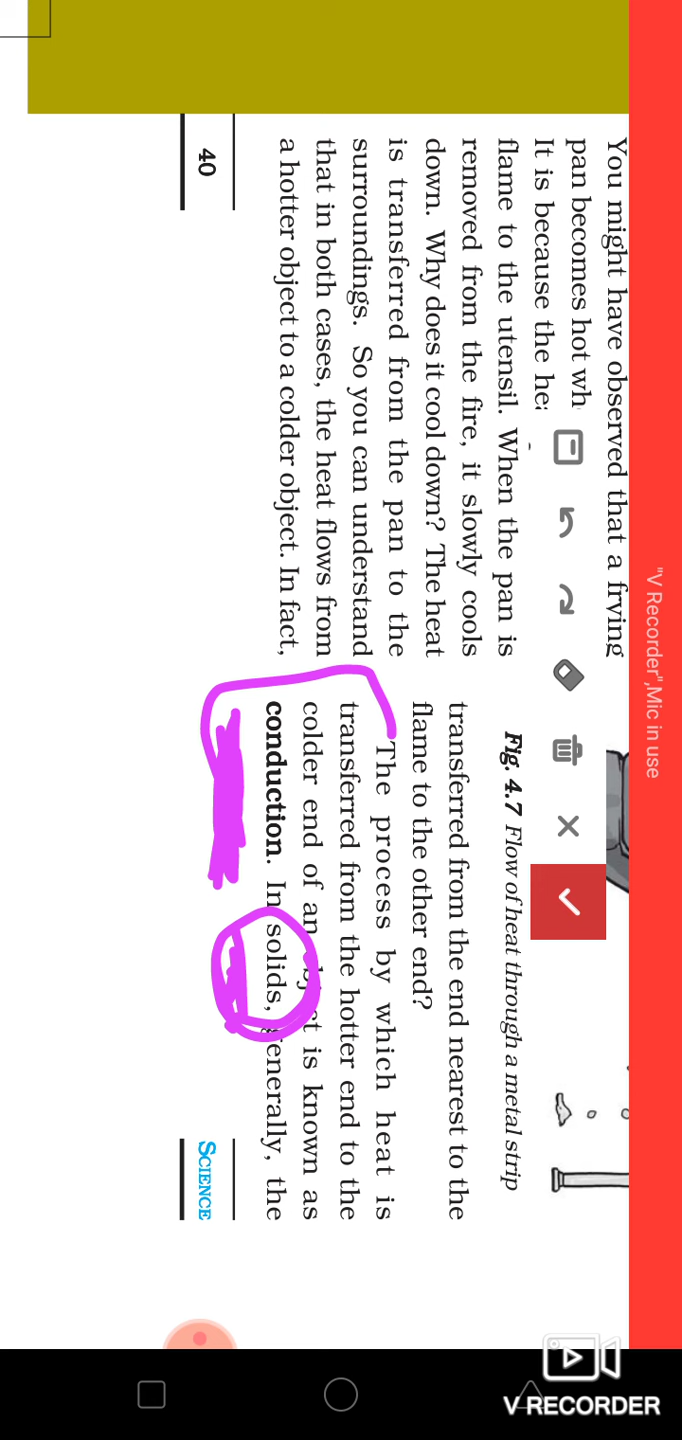 "V Recorder",Mic in use
You might have observed that a frying
pan becomes hot wh
It is because the he
flame to the utensil. When the pan is
removed from the fire, it slowly cools
down. Why does it cool down? The heat
is transferred from the pan to the
surroundings. So you can understand
that in both cases, the heat flows from
a hotter object to a colder object. In fact,
Fig. 4.7 Flow of heat through a metal strip
transferred from the end nearest to the
flame to the other end?
The process by which heat is
transferred from the hotter end to the
colder end of an is known as
conduction. In solids, generally, the
40
SCIENCE
V RECORDER